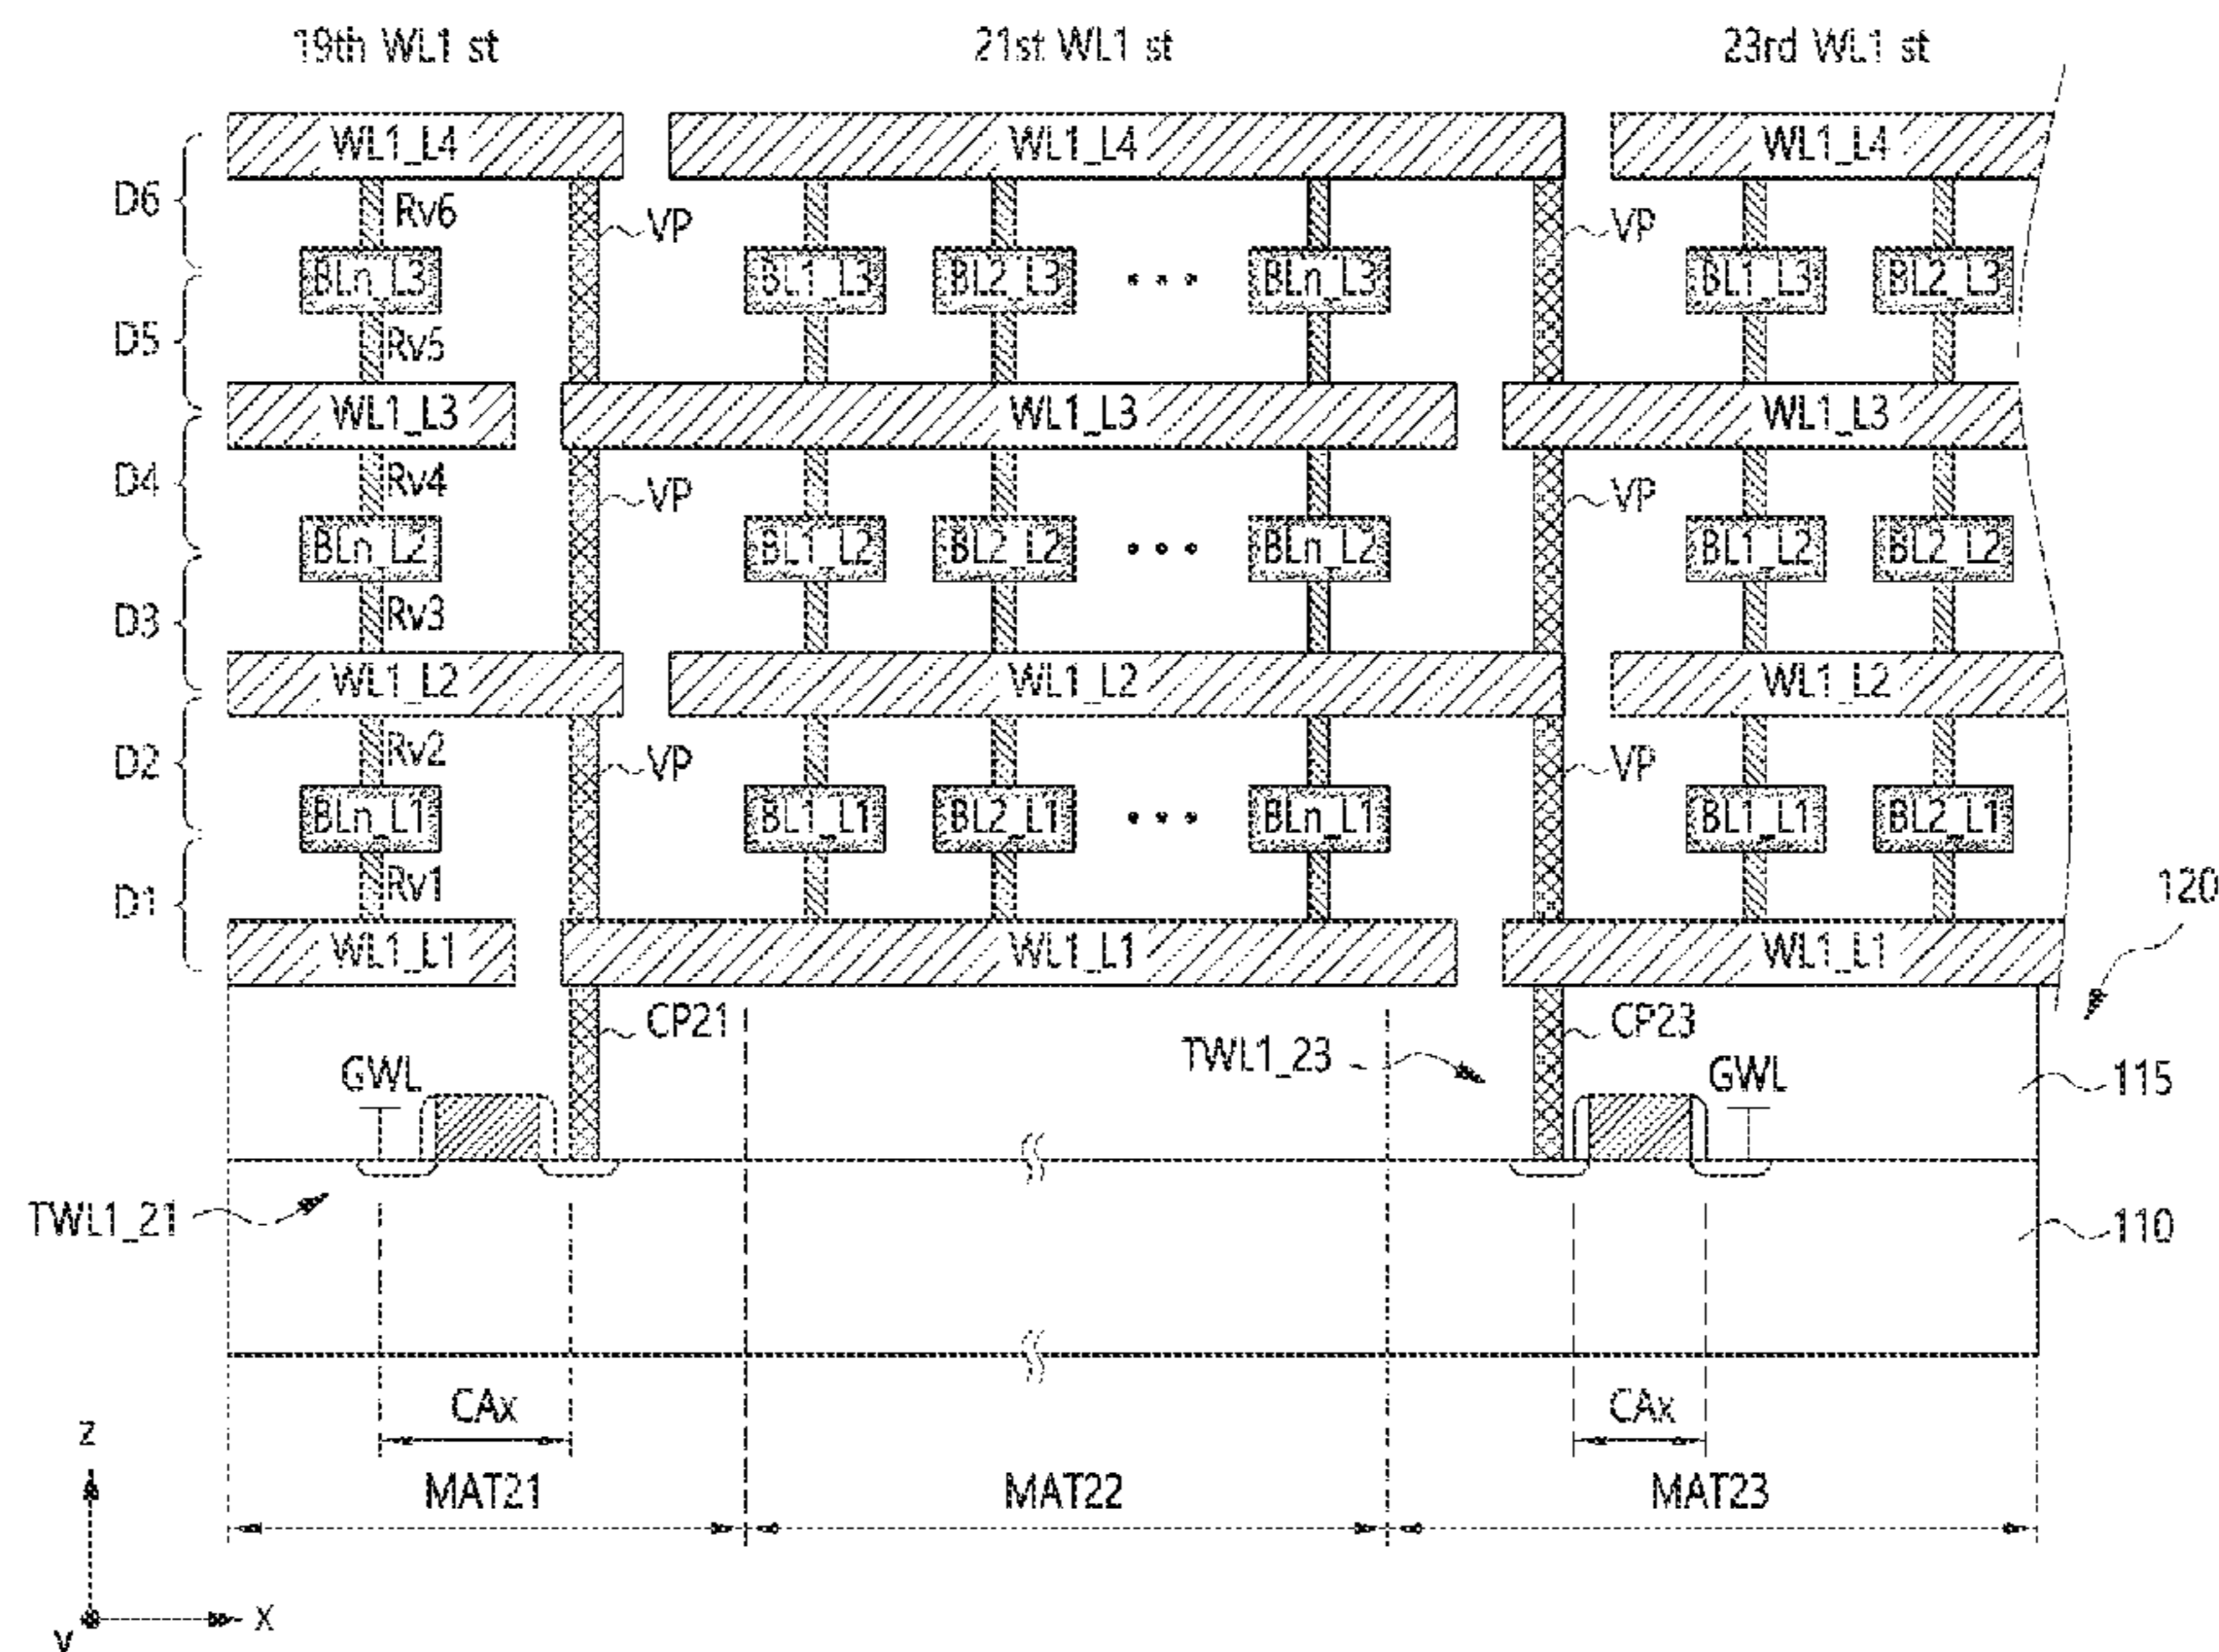 19th WL1 st 21st WL1 st 23rd WL1 st
WL1_L4 WL1_L4 WL1_L4
D6 Rv6 VP VP
BLn_L3 BL1_L3 BL2_L3 • • • BLn_L3 BL1_L3 BL2_L3
D5 Rv5
WL1_L3 WL1_L3 WL1_L3
D4 Rv4 VP VP
BLn_L2 BL1_L2 BL2_L2 • • • BLn_L2 BL1_L2 BL2_L2
D3 Rv3
WL1_L2 WL1_L2 WL1_L2
D2 Rv2 VP VP
BLn_L1 BL1_L1 BL2_L1 • • • BLn_L1 BL1_L1 BL2_L1
D1 Rv1 120
WL1_L1 WL1_L1 WL1_L1
CP21 CP23
TWL1_23
GWL GWL 115
TWL1_21 110
CAx CAx
z
MAT21 MAT22 MAT23
x
y